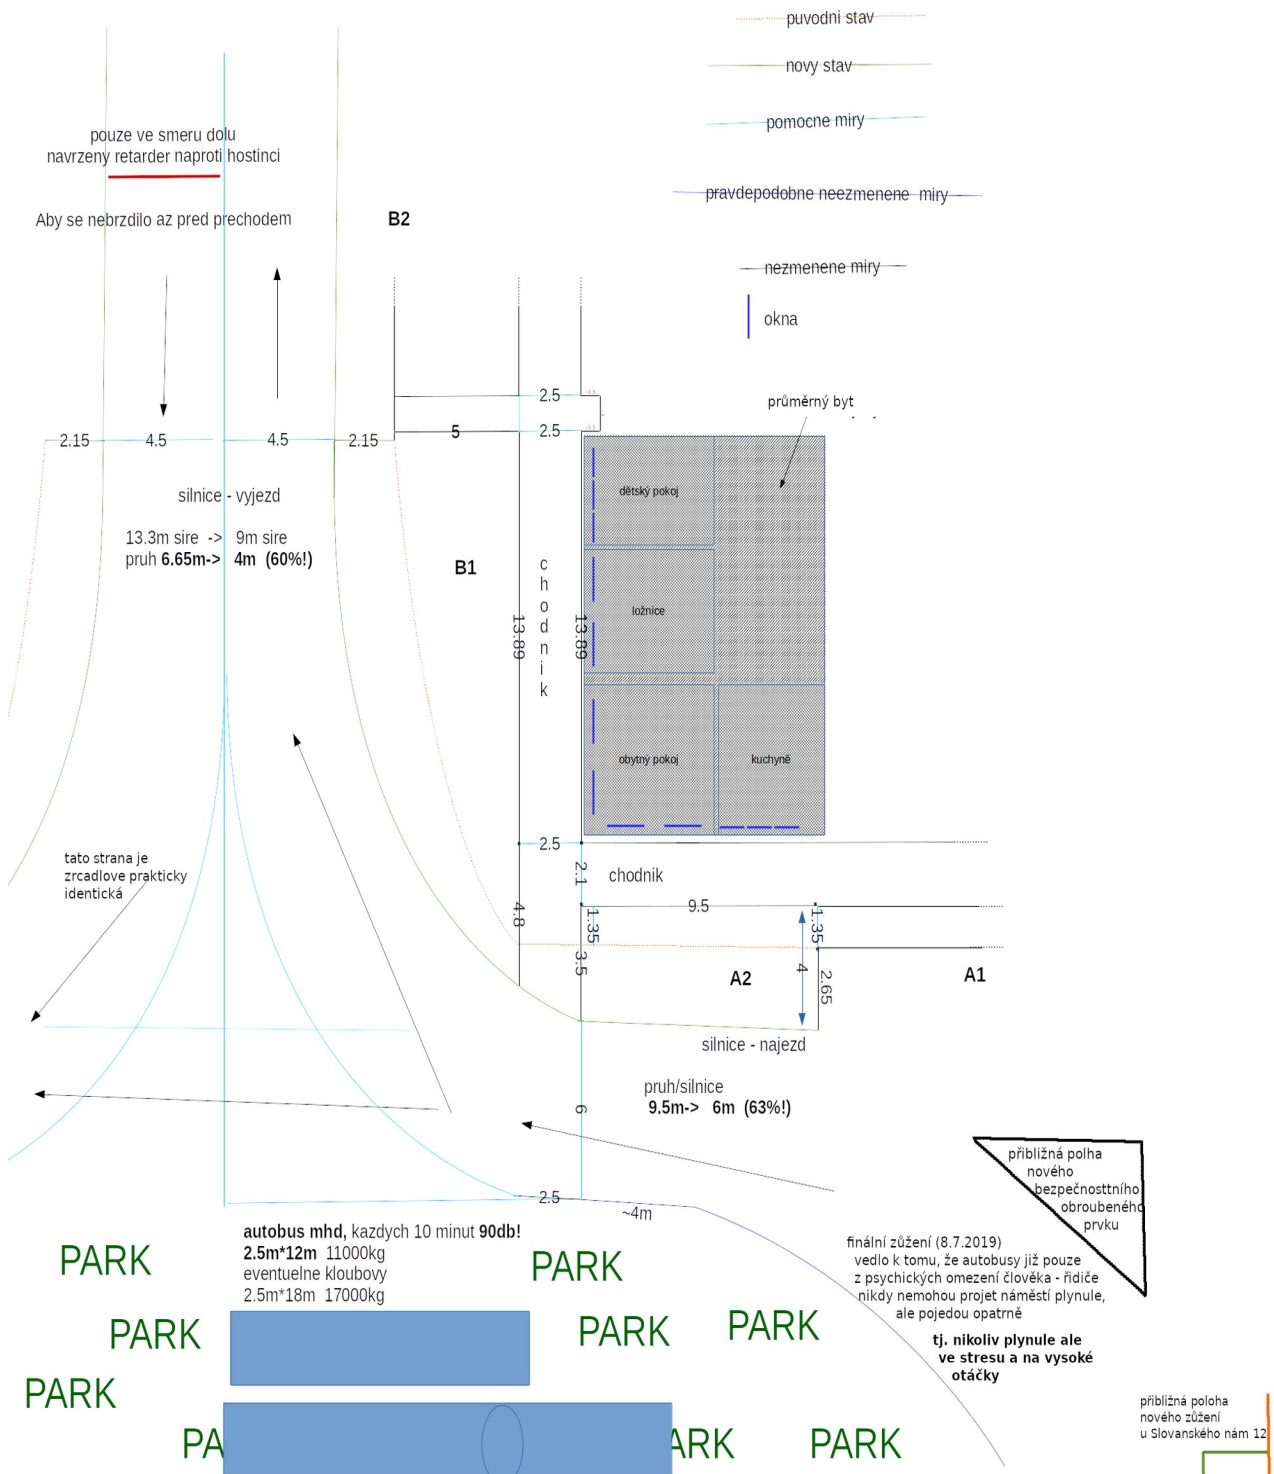 puvodni stav
novy stav
pomocne miry
pravdepodobne neezmenene miry
nezmenene miry
okna
pouze ve smeru dolu
navrzeny retarder naproti hostinci
Aby se nebrzdilo az pred prechodem
B2
2.5
2.5
5
2.15
4.5
4.5
2.15
průměrný byt
silnice - vyjezd
13.3m sire -> 9m sire
pruh 6.65m-> 4m (60%!)
B1
chodnik
13.89
13.89
dětský pokoj
ložnice
obytný pokoj
kuchyně
tato strana je
zrcadlove prakticky
identická
2.5
2.1
chodnik
4.8
1.35
9.5
1.35
3.5
4
2.65
A2
A1
silnice - najezd
pruh/silnice
9.5m-> 6m (63%!)
6
2.5
~4m
přibližná polha
nového
bezpečnosttního
obroubeného
prvku
autobus mhd, kazdych 10 minut 90db!
2.5m*12m 11000kg
eventuelne kloubovy
2.5m*18m 17000kg
finální zůžení (8.7.2019)
vedlo k tomu, že autobusy již pouze
z psychických omezení člověka - řidiče
nikdy nemohou projet náměstí plynule,
ale pojedou opatrně
tj. nikoliv plynule ale
ve stresu a na vysoké
otáčky
PARK
PARK
PARK
PARK
PARK
PARK
PA
ARK
PARK
přibližná poloha
nového zůžení
u Slovanského nám 12